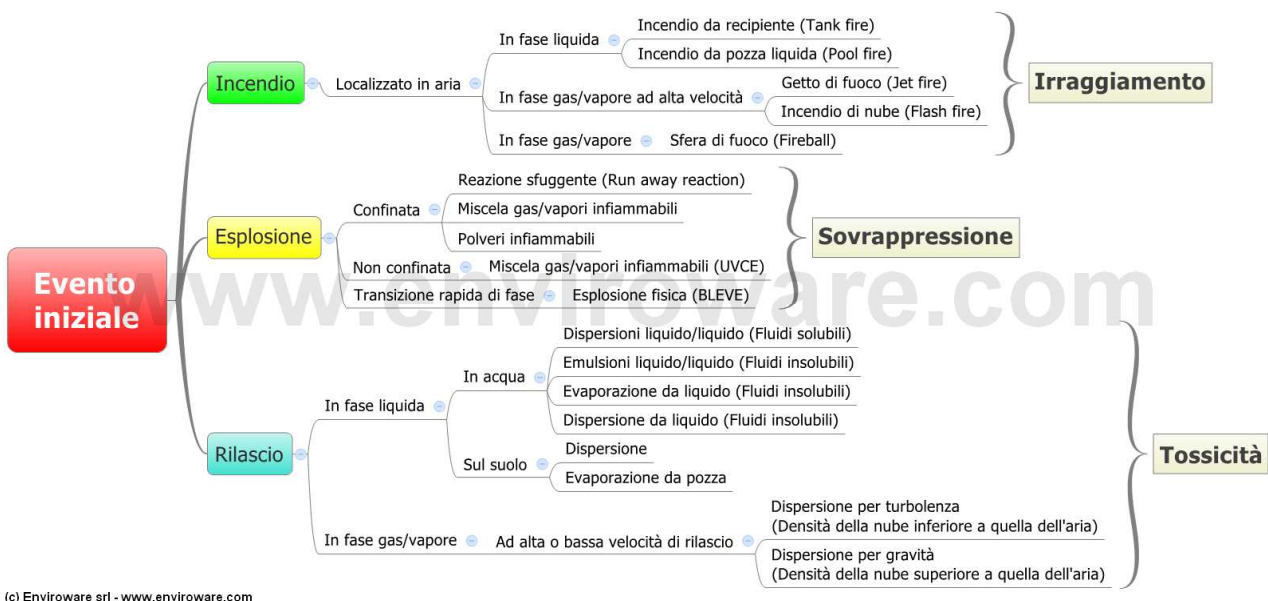 Evento
iniziale
Incendio
Localizzato in aria
In fase liquida
Incendio da recipiente (Tank fire)
Incendio da pozza liquida (Pool fire)
In fase gas/vapore ad alta velocità
Getto di fuoco (Jet fire)
Incendio di nube (Flash fire)
In fase gas/vapore
Sfera di fuoco (Fireball)
Irraggiamento
Esplosione
Confinata
Reazione sfuggente (Run away reaction)
Miscela gas/vapori infiammabili
Polveri infiammabili
Non confinata
Miscela gas/vapori infiammabili (UVCE)
Transizione rapida di fase
Esplosione fisica (BLEVE)
Sovrappressione
www.enviroware.com
Rilascio
In fase liquida
In acqua
Dispersioni liquido/liquido (Fluidi solubili)
Emulsioni liquido/liquido (Fluidi insolubili)
Evaporazione da liquido (Fluidi insolubili)
Dispersione da liquido (Fluidi insolubili)
Sul suolo
Dispersione
Evaporazione da pozza
In fase gas/vapore
Ad alta o bassa velocità di rilascio
Dispersione per turbolenza
(Densità della nube inferiore a quella dell'aria)
Dispersione per gravità
(Densità della nube superiore a quella dell'aria)
Tossicità
(c) Enviroware srl - www.enviroware.com